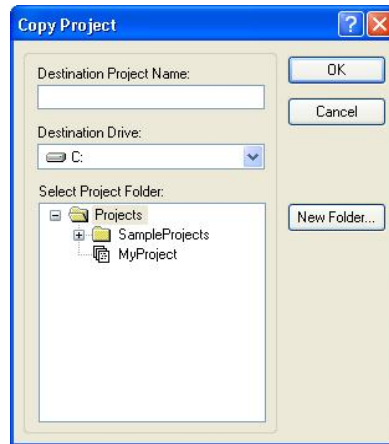 Copy Project
Destination Project Name:
OK
Cancel
Destination Drive:
C:
Select Project Folder:
Projects
SampleProjects
MyProject
New Folder...